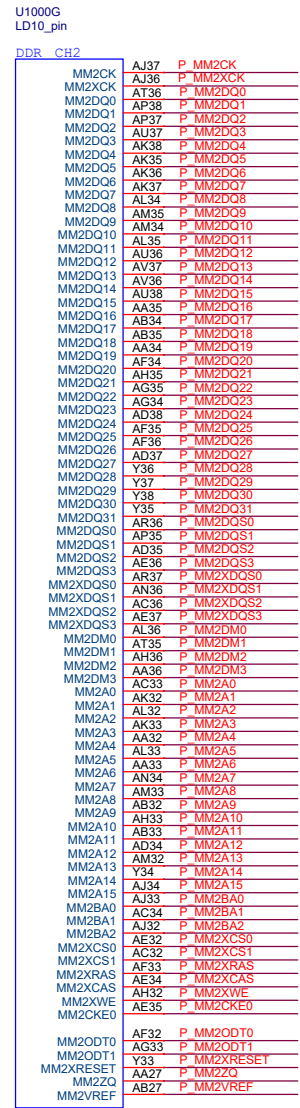 U1000G
LD10_pin
DDR CH2
MM2CK AJ37 P_MM2CK
MM2XCK AJ36 P_MM2XCK
MM2DQ0 AT36 P_MM2DQ0
MM2DQ1 AP38 P_MM2DQ1
MM2DQ2 AP37 P_MM2DQ2
MM2DQ3 AU37 P_MM2DQ3
MM2DQ4 AK38 P_MM2DQ4
MM2DQ5 AK35 P_MM2DQ5
MM2DQ6 AK36 P_MM2DQ6
MM2DQ7 AK37 P_MM2DQ7
MM2DQ8 AL34 P_MM2DQ8
MM2DQ9 AM35 P_MM2DQ9
MM2DQ10 AM34 P_MM2DQ10
MM2DQ11 AL35 P_MM2DQ11
MM2DQ12 AU36 P_MM2DQ12
MM2DQ13 AV37 P_MM2DQ13
MM2DQ14 AV36 P_MM2DQ14
MM2DQ15 AU38 P_MM2DQ15
MM2DQ16 AA35 P_MM2DQ16
MM2DQ17 AB34 P_MM2DQ17
MM2DQ18 AB35 P_MM2DQ18
MM2DQ19 AA34 P_MM2DQ19
MM2DQ20 AF34 P_MM2DQ20
MM2DQ21 AH35 P_MM2DQ21
MM2DQ22 AG35 P_MM2DQ22
MM2DQ23 AG34 P_MM2DQ23
MM2DQ24 AD38 P_MM2DQ24
MM2DQ25 AF35 P_MM2DQ25
MM2DQ26 AF36 P_MM2DQ26
MM2DQ27 AD37 P_MM2DQ27
MM2DQ28 Y36 P_MM2DQ28
MM2DQ29 Y37 P_MM2DQ29
MM2DQ30 Y38 P_MM2DQ30
MM2DQ31 Y35 P_MM2DQ31
MM2DQS0 AR36 P_MM2DQS0
MM2DQS1 AP35 P_MM2DQS1
MM2DQS2 AD35 P_MM2DQS2
MM2DQS3 AE36 P_MM2DQS3
MM2XDQS0 AR37 P_MM2XDQS0
MM2XDQS1 AN36 P_MM2XDQS1
MM2XDQS2 AC36 P_MM2XDQS2
MM2XDQS3 AE37 P_MM2XDQS3
MM2DM0 AL36 P_MM2DM0
MM2DM1 AT35 P_MM2DM1
MM2DM2 AH36 P_MM2DM2
MM2DM3 AA36 P_MM2DM3
MM2A0 AC33 P_MM2A0
MM2A1 AK32 P_MM2A1
MM2A2 AL32 P_MM2A2
MM2A3 AK33 P_MM2A3
MM2A4 AA32 P_MM2A4
MM2A5 AL33 P_MM2A5
MM2A6 AA33 P_MM2A6
MM2A7 AN34 P_MM2A7
MM2A8 AM33 P_MM2A8
MM2A9 AB32 P_MM2A9
MM2A10 AH33 P_MM2A10
MM2A11 AB33 P_MM2A11
MM2A12 AD34 P_MM2A12
MM2A13 AM32 P_MM2A13
MM2A14 Y34 P_MM2A14
MM2A15 AJ34 P_MM2A15
MM2BA0 AJ33 P_MM2BA0
MM2BA1 AC34 P_MM2BA1
MM2BA2 AJ32 P_MM2BA2
MM2XCS0 AE32 P_MM2XCS0
MM2XCS1 AC32 P_MM2XCS1
MM2XRAS AF33 P_MM2XRAS
MM2XCAS AE34 P_MM2XCAS
MM2XWE AH32 P_MM2XWE
MM2CKE0 AE35 P_MM2CKE0
MM2ODT0 AF32 P_MM2ODT0
MM2ODT1 AG33 P_MM2ODT1
MM2XRESET Y33 P_MM2XRESET
MM2ZQ AA27 P_MM2ZQ
MM2VREF AB27 P_MM2VREF